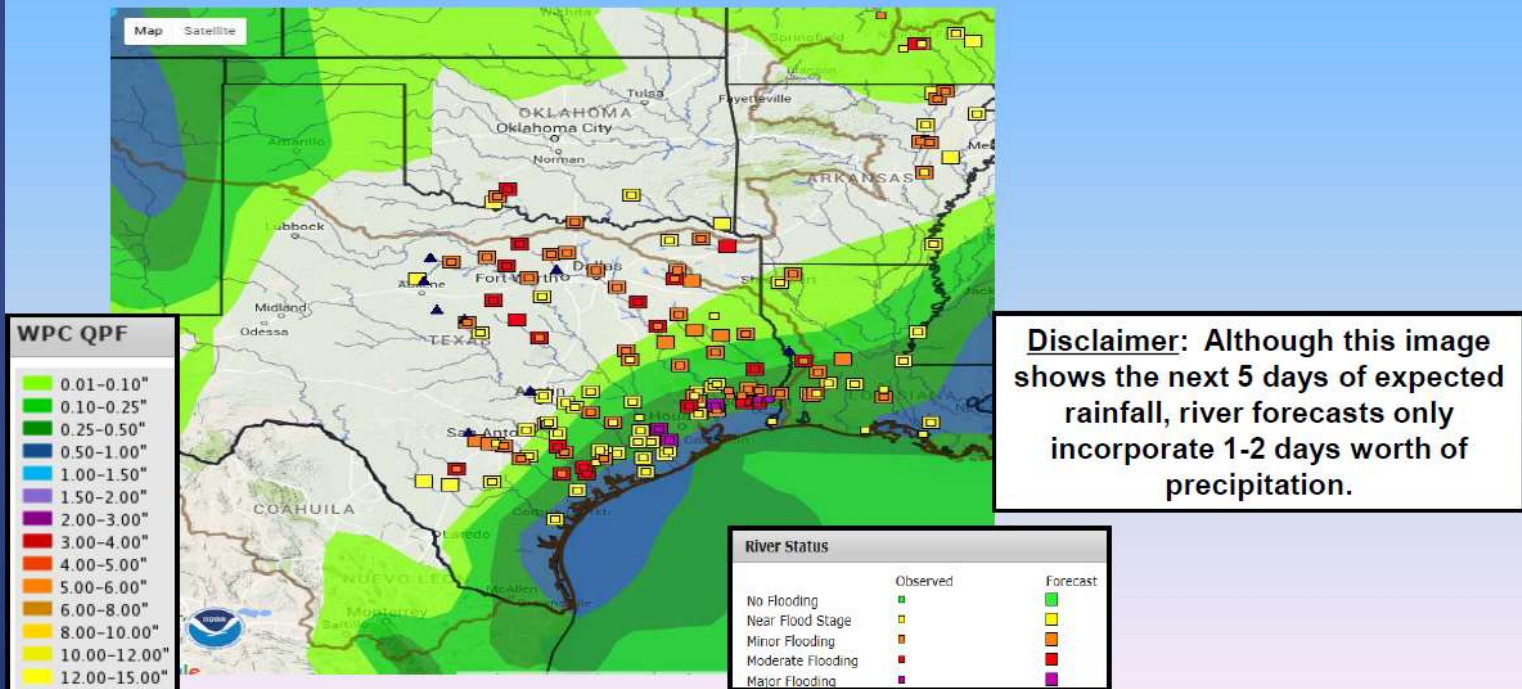 Map Satellite
Wichita
Springfield
Tulsa
Fayetteville
OKLAHOMA
Oklahoma City
Amarillo
Norman
ARKANSAS
Lubbock
Dallas
Fort Worth
Midland
Odessa
TEXAS
Austin
LOUISIANA
San Anto
COAHUILA
Laredo
NUEVO LEO
McAllen
Monterrey
Saltillo
WPC QPF
0.01-0.10"
0.10-0.25"
0.25-0.50"
0.50-1.00"
1.00-1.50"
1.50-2.00"
2.00-3.00"
3.00-4.00"
4.00-5.00"
5.00-6.00"
6.00-8.00"
8.00-10.00"
10.00-12.00"
12.00-15.00"
Disclaimer: Although this image
shows the next 5 days of expected
rainfall, river forecasts only
incorporate 1-2 days worth of
precipitation.
River Status
Observed Forecast
No Flooding
Near Flood Stage
Minor Flooding
Moderate Flooding
Major Flooding